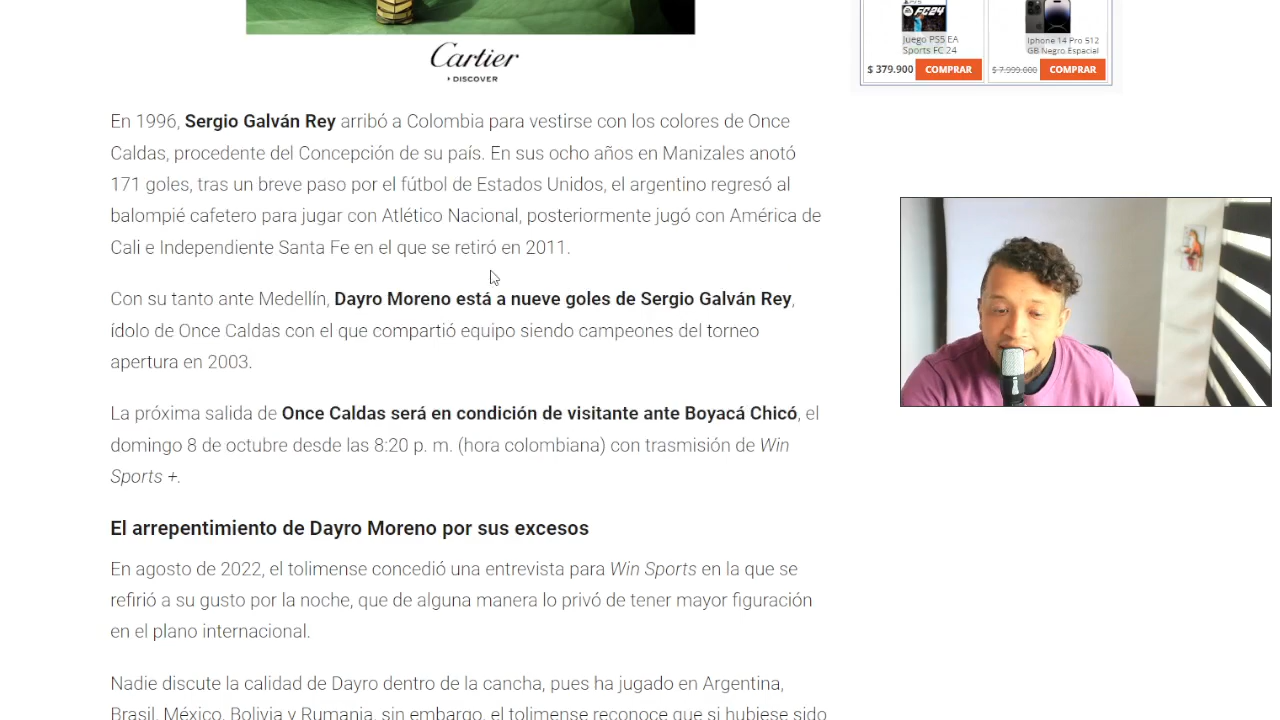 Cartier
▸ DISCOVER
Juego PS5 EA
Sports FC 24
$ 379.900
COMPRAR
Iphone 14 Pro 512
GB Negro Espacial
$ 7.999.000
COMPRAR
FC24
En 1996, Sergio Galván Rey arribó a Colombia para vestirse con los colores de Once
Caldas, procedente del Concepción de su país. En sus ocho años en Manizales anotó
171 goles, tras un breve paso por el fútbol de Estados Unidos, el argentino regresó al
balompié cafetero para jugar con Atlético Nacional, posteriormente jugó con América de
Cali e Independiente Santa Fe en el que se retiró en 2011.
Con su tanto ante Medellín, Dayro Moreno está a nueve goles de Sergio Galván Rey,
ídolo de Once Caldas con el que compartió equipo siendo campeones del torneo
apertura en 2003.
La próxima salida de Once Caldas será en condición de visitante ante Boyacá Chicó, el
domingo 8 de octubre desde las 8:20 p. m. (hora colombiana) con trasmisión de Win
Sports +.
El arrepentimiento de Dayro Moreno por sus excesos
En agosto de 2022, el tolimense concedió una entrevista para Win Sports en la que se
refirió a su gusto por la noche, que de alguna manera lo privó de tener mayor figuración
en el plano internacional.
Nadie discute la calidad de Dayro dentro de la cancha, pues ha jugado en Argentina,
Brasil, México, Bolivia y Rumania, sin embargo, el tolimense reconoce que si hubiese sido